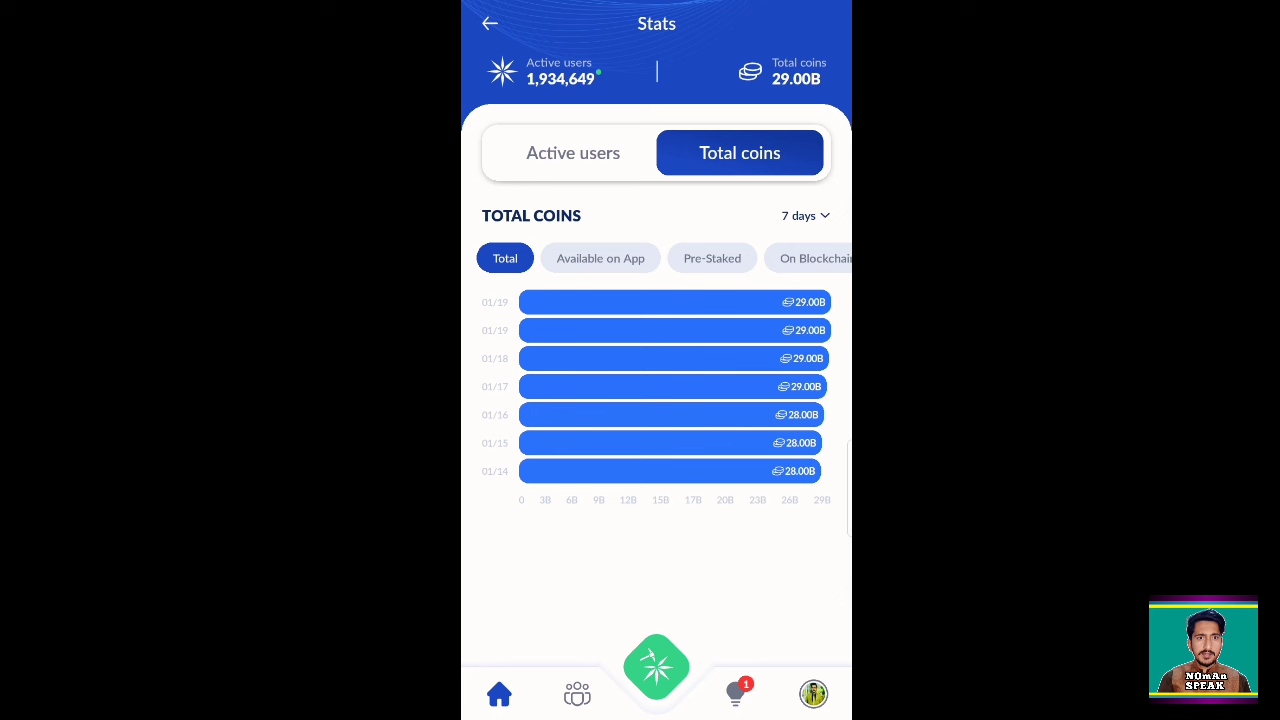 Stats
Active users
1,934,649
Total coins
29.00B
Active users
Total coins
TOTAL COINS
7 days
Total
Available on App
Pre-Staked
On Blockchain
01/19
29.00B
01/19
29.00B
01/18
29.00B
01/17
29.00B
01/16
28.00B
01/15
28.00B
01/14
28.00B
0 3B 6B 9B 12B 15B 17B 20B 23B 26B 29B
1
NOmAn
SPEAK